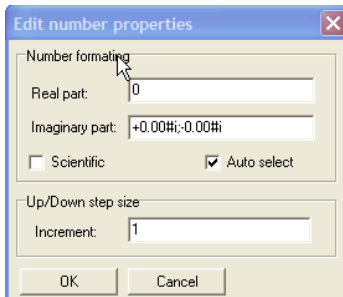 Edit number properties
Number formating
Real part: 0
Imaginary part: +0.00#i;-0.00#i
Scientific Auto select
Up/Down step size
Increment: 1
OK Cancel